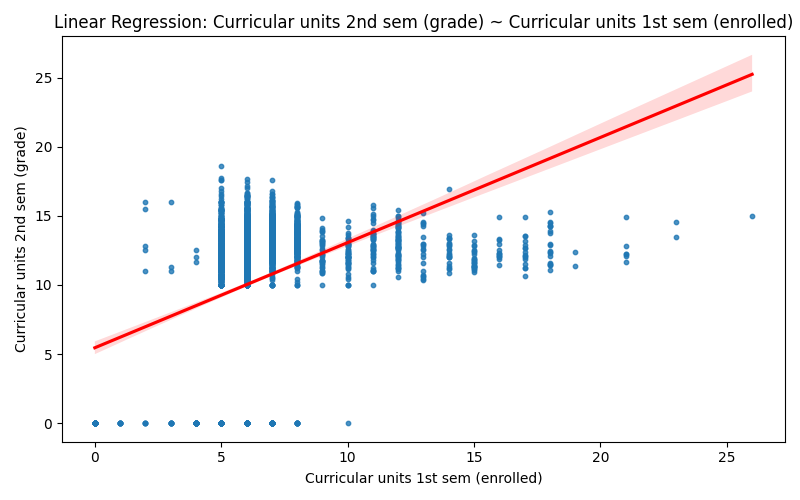 Linear Regression: Curricular units 2nd sem (grade) ~ Curricular units 1st sem (enrolled)
Curricular units 2nd sem (grade)
25
20
15
10
5
0
0 5 10 15 20 25
Curricular units 1st sem (enrolled)